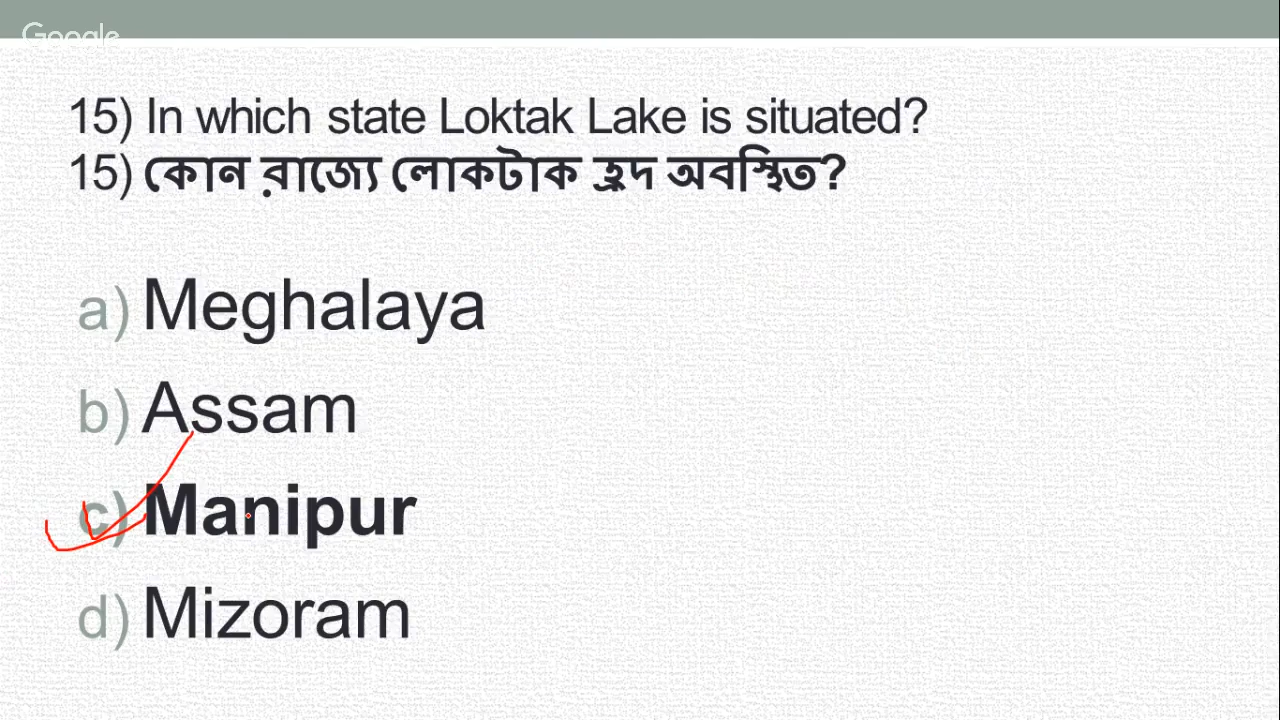 Google
15) In which state Loktak Lake is situated?
15) কোন রাজ্যে লোকটাক হ্রদ অবস্থিত?
a) Meghalaya
b) Assam
c) Manipur
d) Mizoram